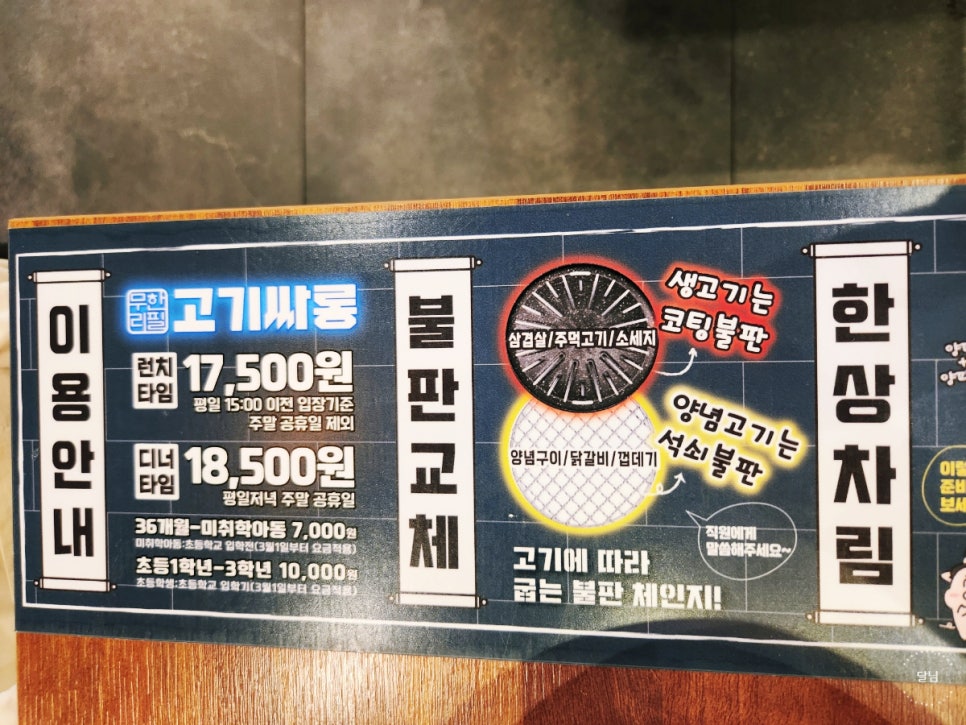 이용안내
무한
리필
고기싸롱
런치
타임
17,500원
평일 15:00 이전 입장기준
주말 공휴일 제외
디너
타임
18,500원
평일저녁 주말 공휴일
36개월-미취학아동 7,000원
미취학아동:초등학교 입학전(3월1일부터 요금적용)
초등1학년-3학년 10,000원
초등학생:초등학교 입학기(3월1일부터 요금적용)
불판교체
삼겹살/주먹고기/소세지
생고기는
코팅불판
양념구이/닭갈비/껍데기
양념고기는
석쇠불판
직원에게
말씀해주세요~
고기에 따라
굽는 불판 체인지!
한상차림
준비
보세
달님